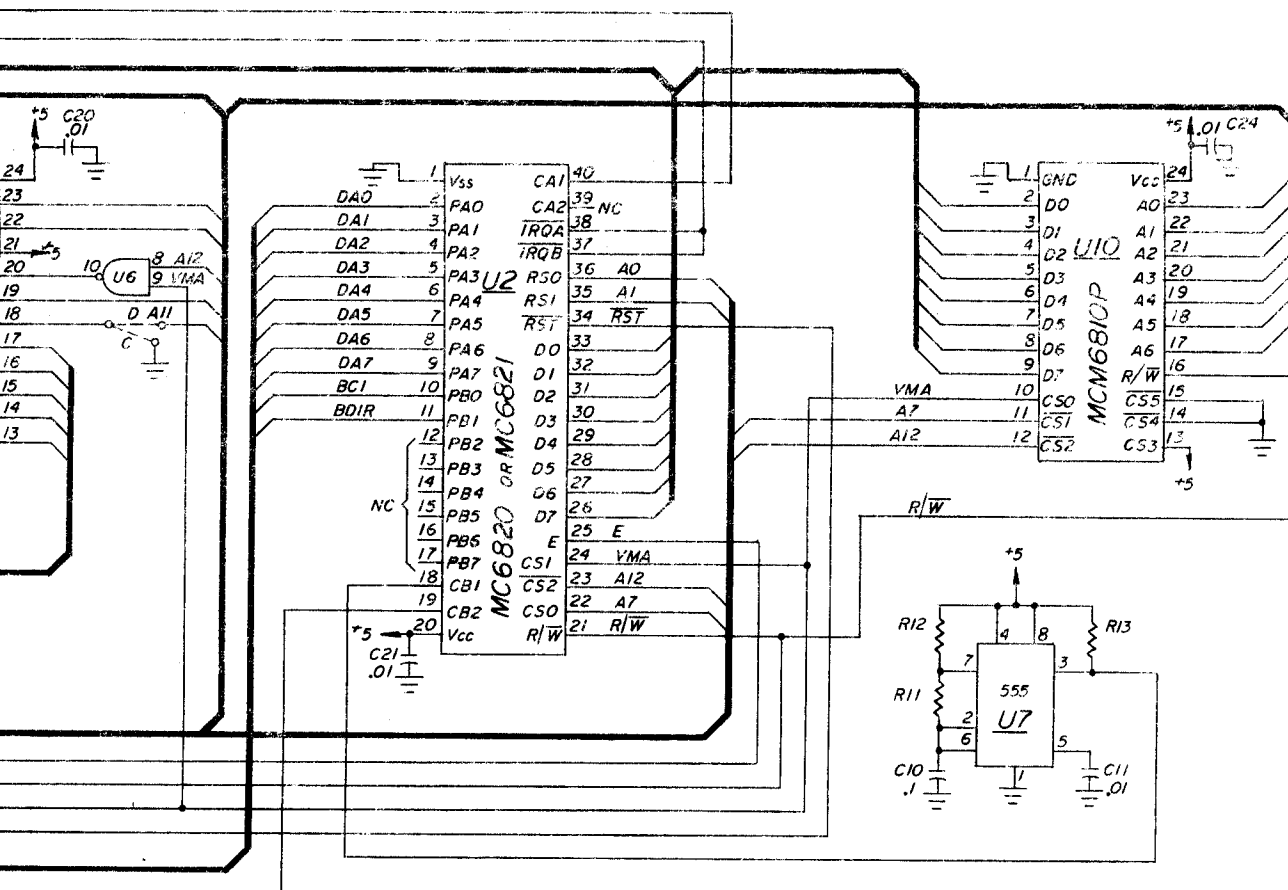 +5
C20
.01
24
23
22
21
+5
20
19
18
17
16
15
14
13
10
U6
8 A12
9 VMA
D A11
C
1 Vss
DA0 2 PA0
DA1 3 PA1
DA2 4 PA2
DA3 5 PA3
DA4 6 PA4
DA5 7 PA5
DA6 8 PA6
DA7 9 PA7
BC1 10 PB0
BDIR 11 PB1
12 PB2
13 PB3
14 PB4
NC
15 PB5
16 PB6
17 PB7
18 CB1
19 CB2
+5 20 Vcc
C21
.01
U2
MC6820 OR MC6821
CA1 40
CA2 39 NC
IRQA 38
IRQB 37
RS0 36 A0
RS1 35 A1
RST 34 RST
D0 33
D1 32
D2 31
D3 30
D4 29
D5 28
D6 27
D7 26
E 25 E
CS1 24 VMA
CS2 23 A12
CS0 22 A7
R/W 21 R/W
+5
.01 C24
1 GND
2 D0
3 D1
4 D2
5 D3
6 D4
7 D5
8 D6
9 D7
VMA 10 CS0
A7 11 CS1
A12 12 CS2
U10
MCM6810P
Vcc 24
A0 23
A1 22
A2 21
A3 20
A4 19
A5 18
A6 17
R/W 16
CS5 15
CS4 14
CS3 13
+5
R/W
+5
R12
R13
4
8
7
3
R11
555
U7
2
6
5
1
C10
.1
C11
.01